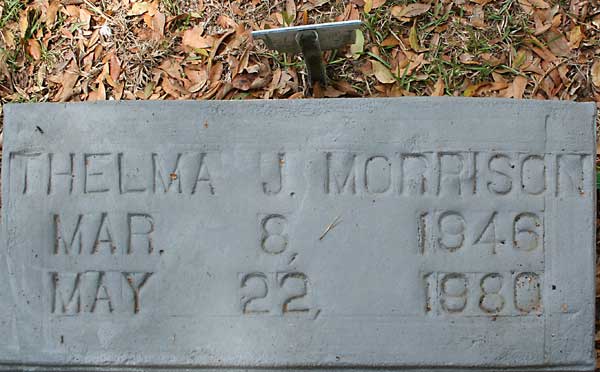 THELMA J. MORRISON
MAR. 8, 1946
MAY 22, 1980